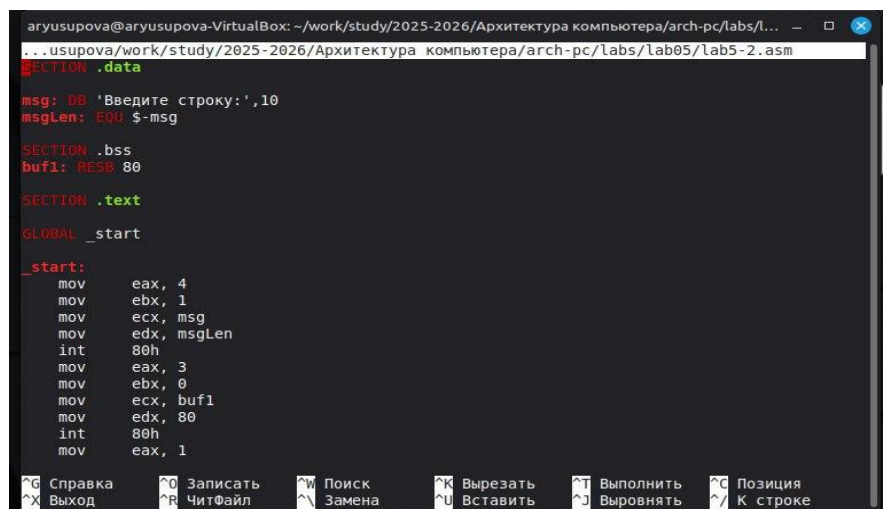 aryusupova@aryusupova-VirtualBox: ~/work/study/2025-2026/Архитектура компьютера/arch-pc/labs/l...
...usupova/work/study/2025-2026/Архитектура компьютера/arch-pc/labs/lab05/lab5-2.asm
SECTION .data
msg: DB 'Введите строку:',10
msgLen: EQU $-msg
SECTION .bss
buf1: RESB 80
SECTION .text
GLOBAL _start
_start:
mov eax, 4
mov ebx, 1
mov ecx, msg
mov edx, msgLen
int 80h
mov eax, 3
mov ebx, 0
mov ecx, buf1
mov edx, 80
int 80h
mov eax, 1
^G Справка ^O Записать ^W Поиск ^K Вырезать ^T Выполнить ^C Позиция
^X Выход ^R ЧитФайл ^\ Замена ^U Вставить ^J Выровнять ^/ К строке